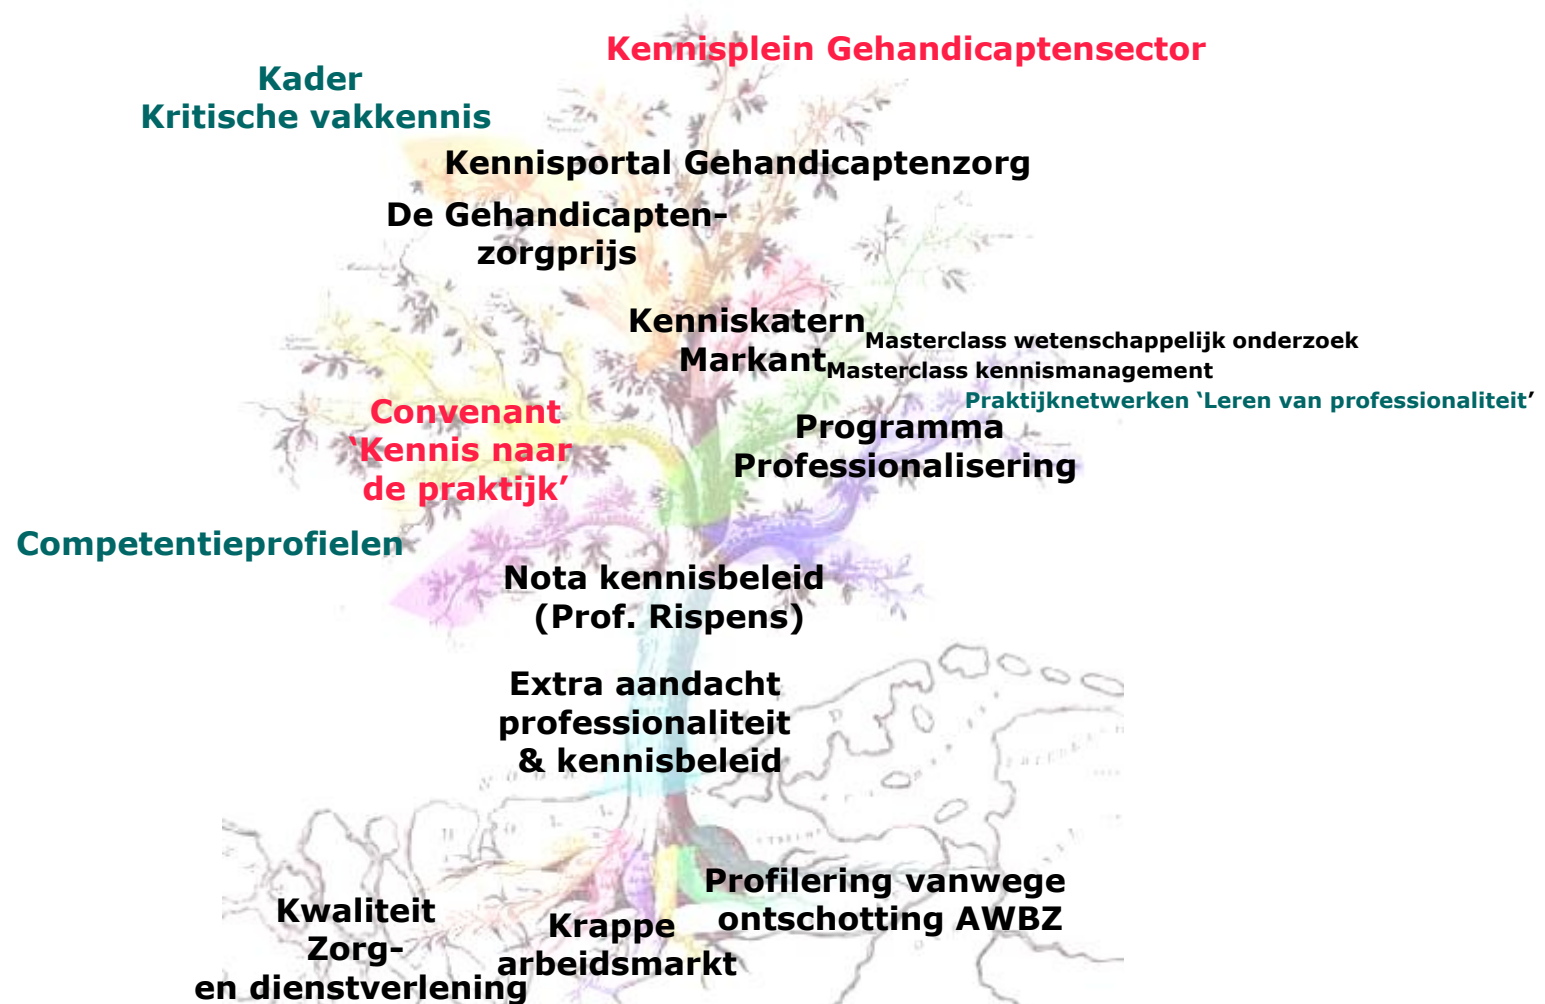 Kennisplein Gehandicaptensector
Kader
Kritische vakkennis
Kennisportal Gehandicaptenzorg
De Gehandicapten-
zorgprijs
Kenniskatern
Markant
Masterclass wetenschappelijk onderzoek
Masterclass kennismanagement
Praktijknetwerken ‘Leren van professionaliteit’
Convenant
‘Kennis naar
de praktijk’
Programma
Professionalisering
Competentieprofielen
Nota kennisbeleid
(Prof. Rispens)
Extra aandacht
professionaliteit
& kennisbeleid
Profilering vanwege
ontschotting AWBZ
Kwaliteit
Zorg-
en dienstverlening
Krappe
arbeidsmarkt